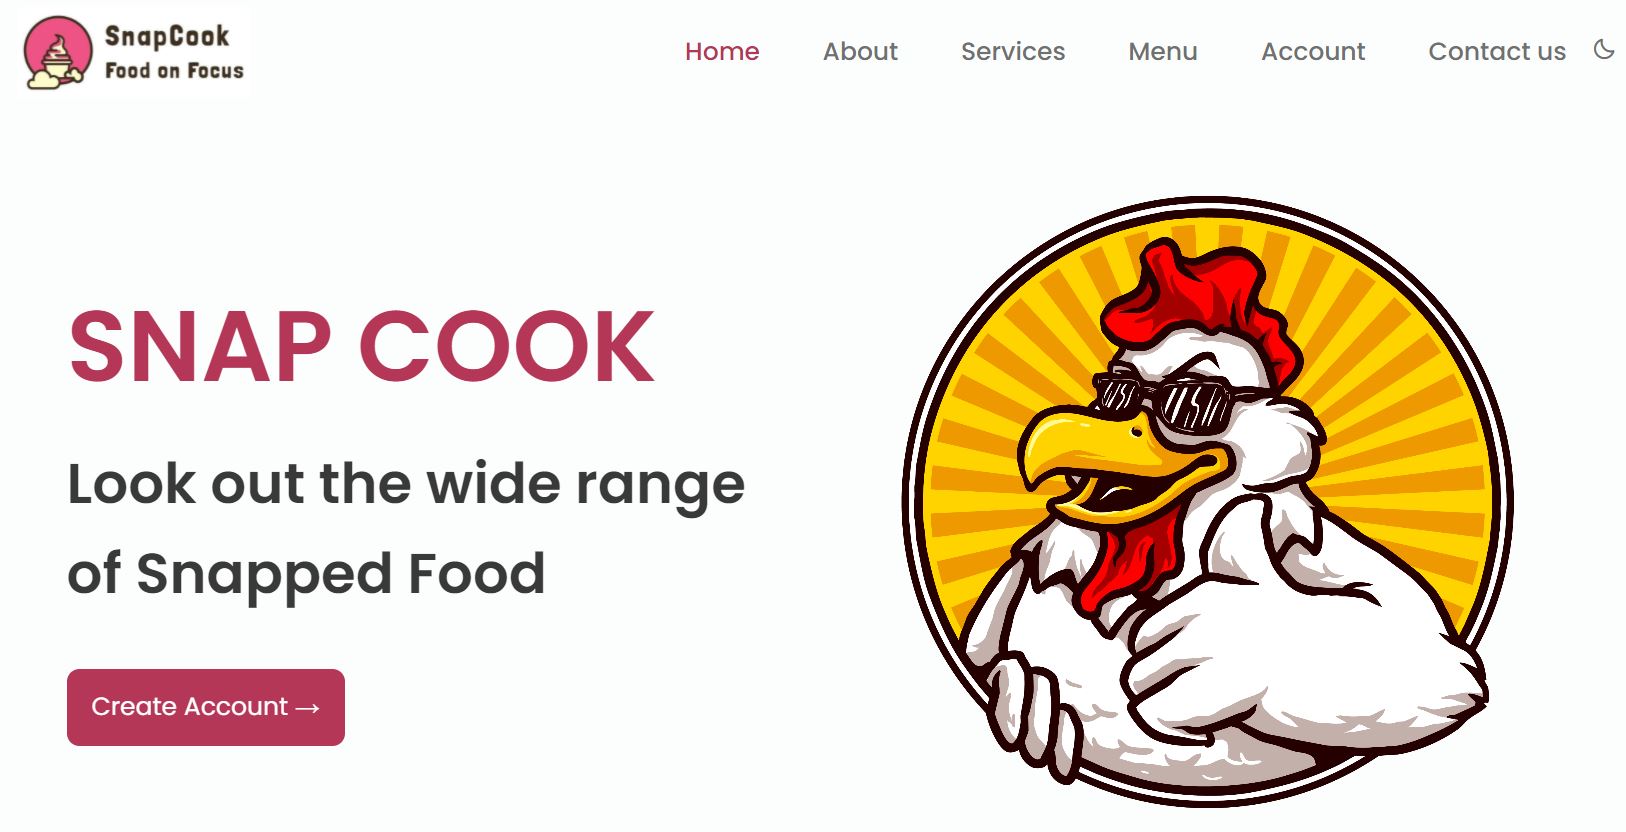 SnapCook
Food on Focus
Home About Services Menu Account Contact us
SNAP COOK
Look out the wide range
of Snapped Food
Create Account →